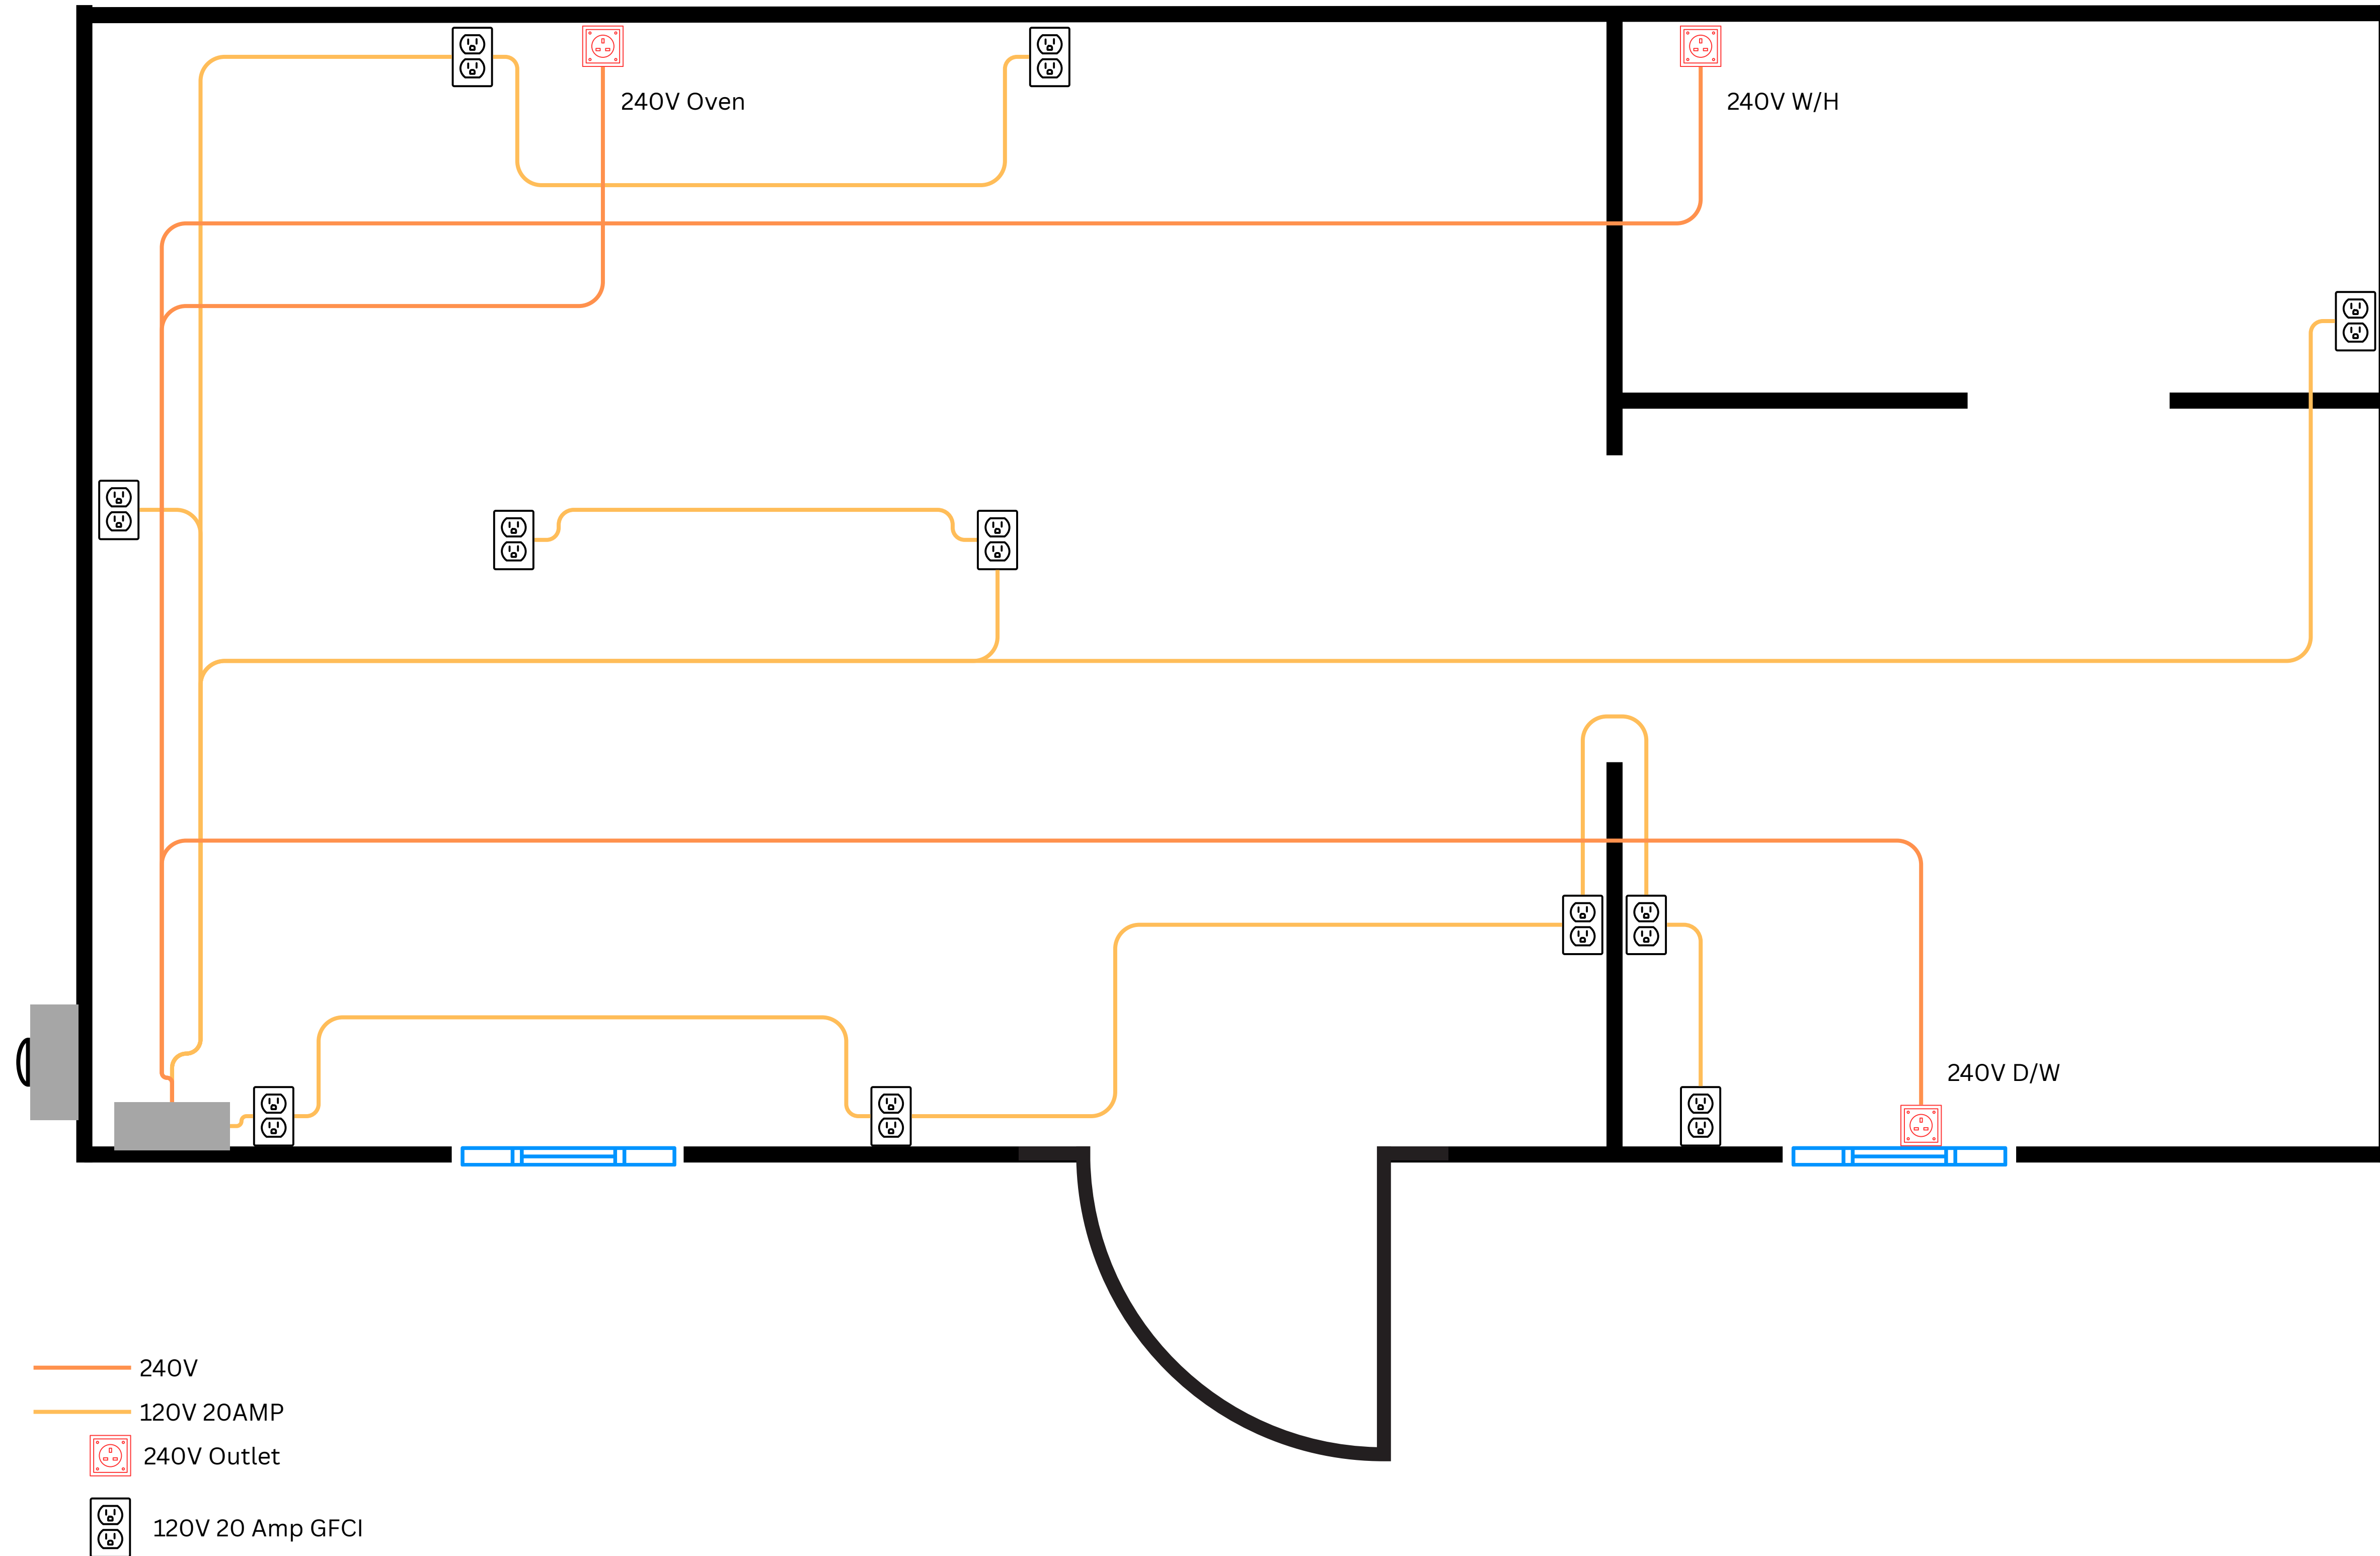 240V Oven
240V W/H
240V D/W
240V
120V 20AMP
240V Outlet
120V 20 Amp GFCI